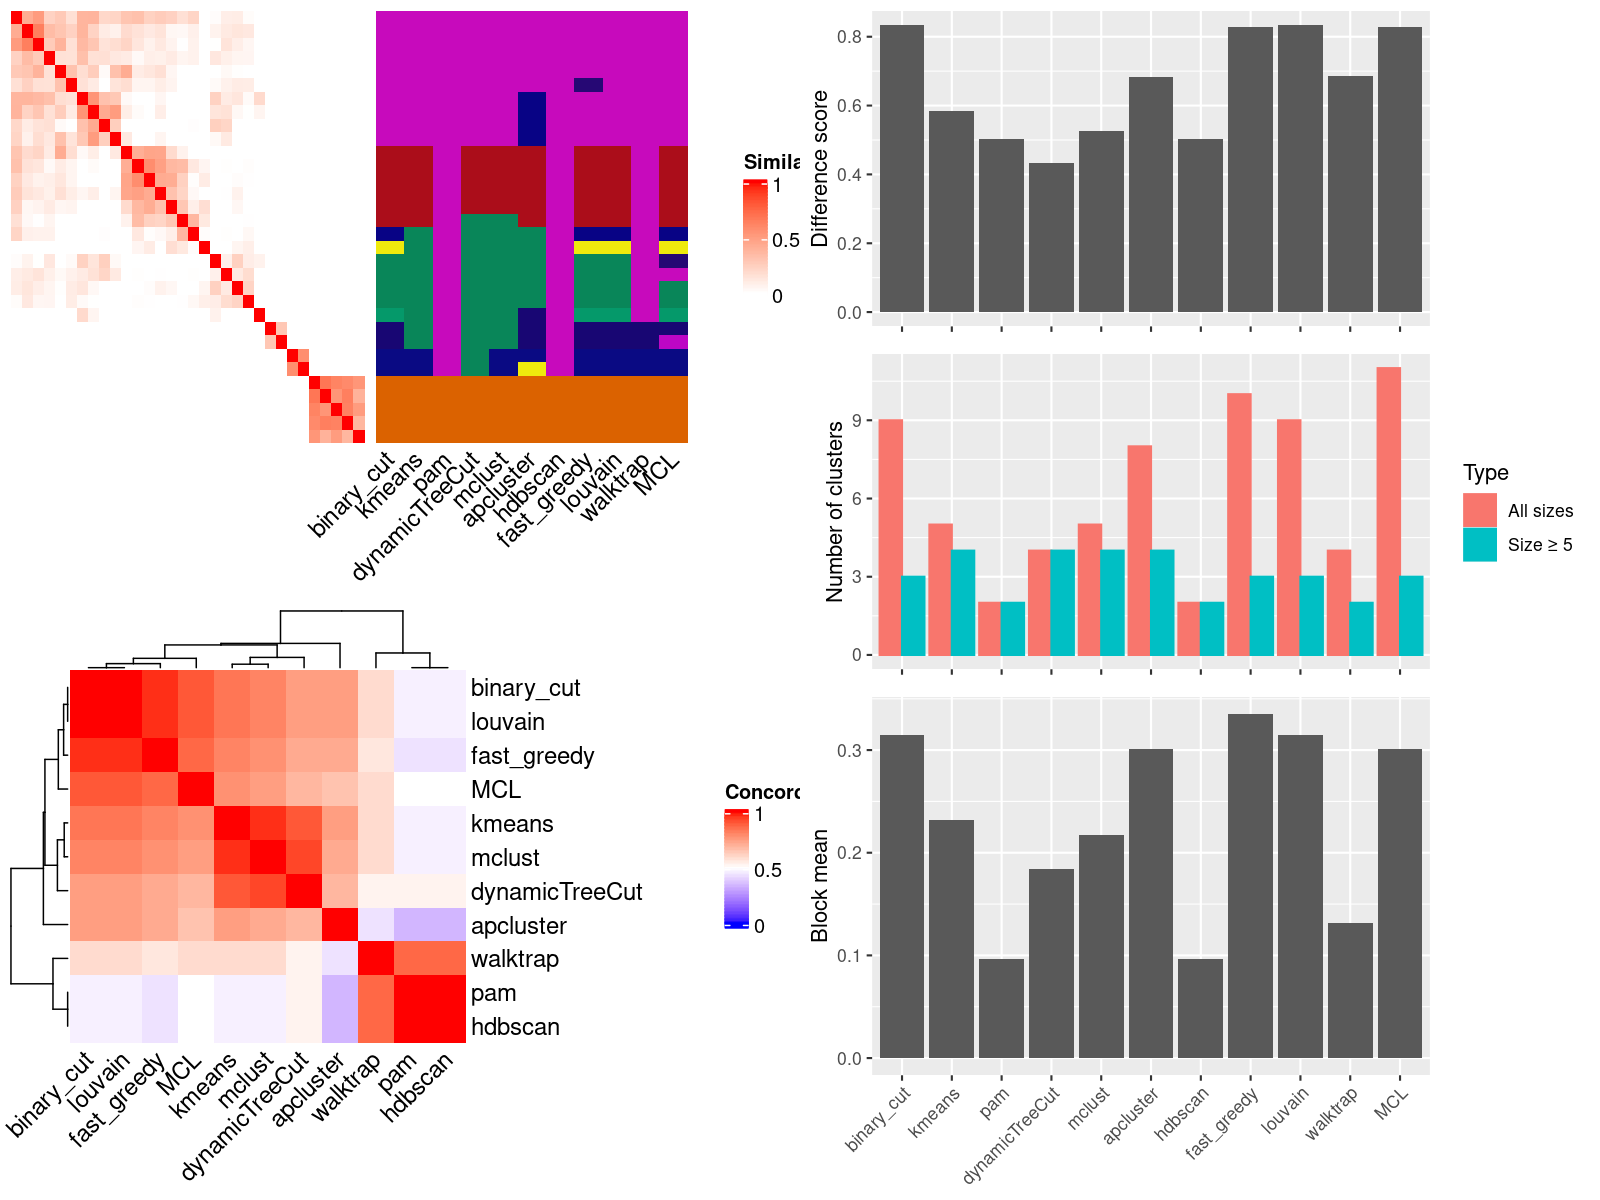 Simila
1
0.5
0
binary_cut
kmeans
pam
dynamicTreeCut
mclust
apcluster
hdbscan
fast_greedy
louvain
walktrap
MCL
binary_cut
louvain
fast_greedy
MCL
kmeans
mclust
dynamicTreeCut
apcluster
walktrap
pam
hdbscan
Concord
1
0.5
0
binary_cut
louvain
fast_greedy
MCL
kmeans
mclust
dynamicTreeCut
apcluster
walktrap
pam
hdbscan
Difference score
0.8
0.6
0.4
0.2
0.0
Number of clusters
9
6
3
0
Type
All sizes
Size ≥ 5
Block mean
0.3
0.2
0.1
0.0
binary_cut
kmeans
pam
dynamicTreeCut
mclust
apcluster
hdbscan
fast_greedy
louvain
walktrap
MCL